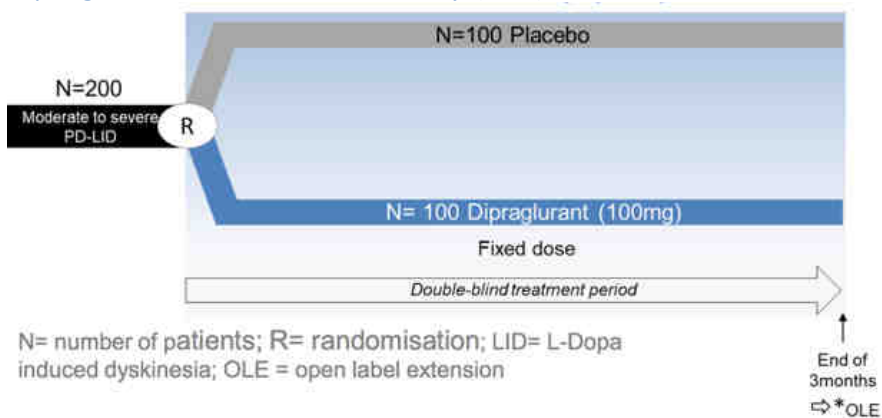 N=100 Placebo
N=200
Moderate to severe
PD-LID
R
N= 100 Dipraglurant (100mg)
Fixed dose
Double-blind treatment period
N= number of patients; R= randomisation; LID= L-Dopa
induced dyskinesia; OLE = open label extension
End of
3months
⇨*OLE